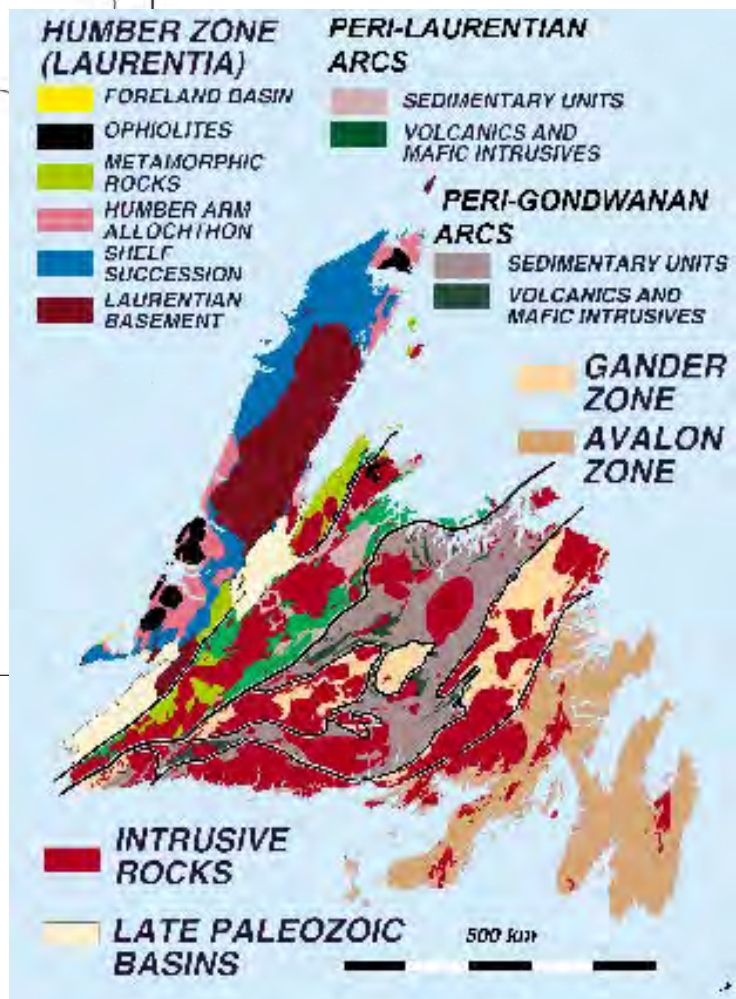 HUMBER ZONE
(LAURENTIA)
FORELAND BASIN
OPHIOLITES
METAMORPHIC
ROCKS
HUMBER ARM
ALLOCHTHON
SHELF
SUCCESSION
LAURENTIAN
BASEMENT
PERI-LAURENTIAN
ARCS
SEDIMENTARY UNITS
VOLCANICS AND
MAFIC INTRUSIVES
PERI-GONDWANAN
ARCS
SEDIMENTARY UNITS
VOLCANICS AND
MAFIC INTRUSIVES
GANDER
ZONE
AVALON
ZONE
INTRUSIVE
ROCKS
LATE PALEOZOIC
BASINS
500 km